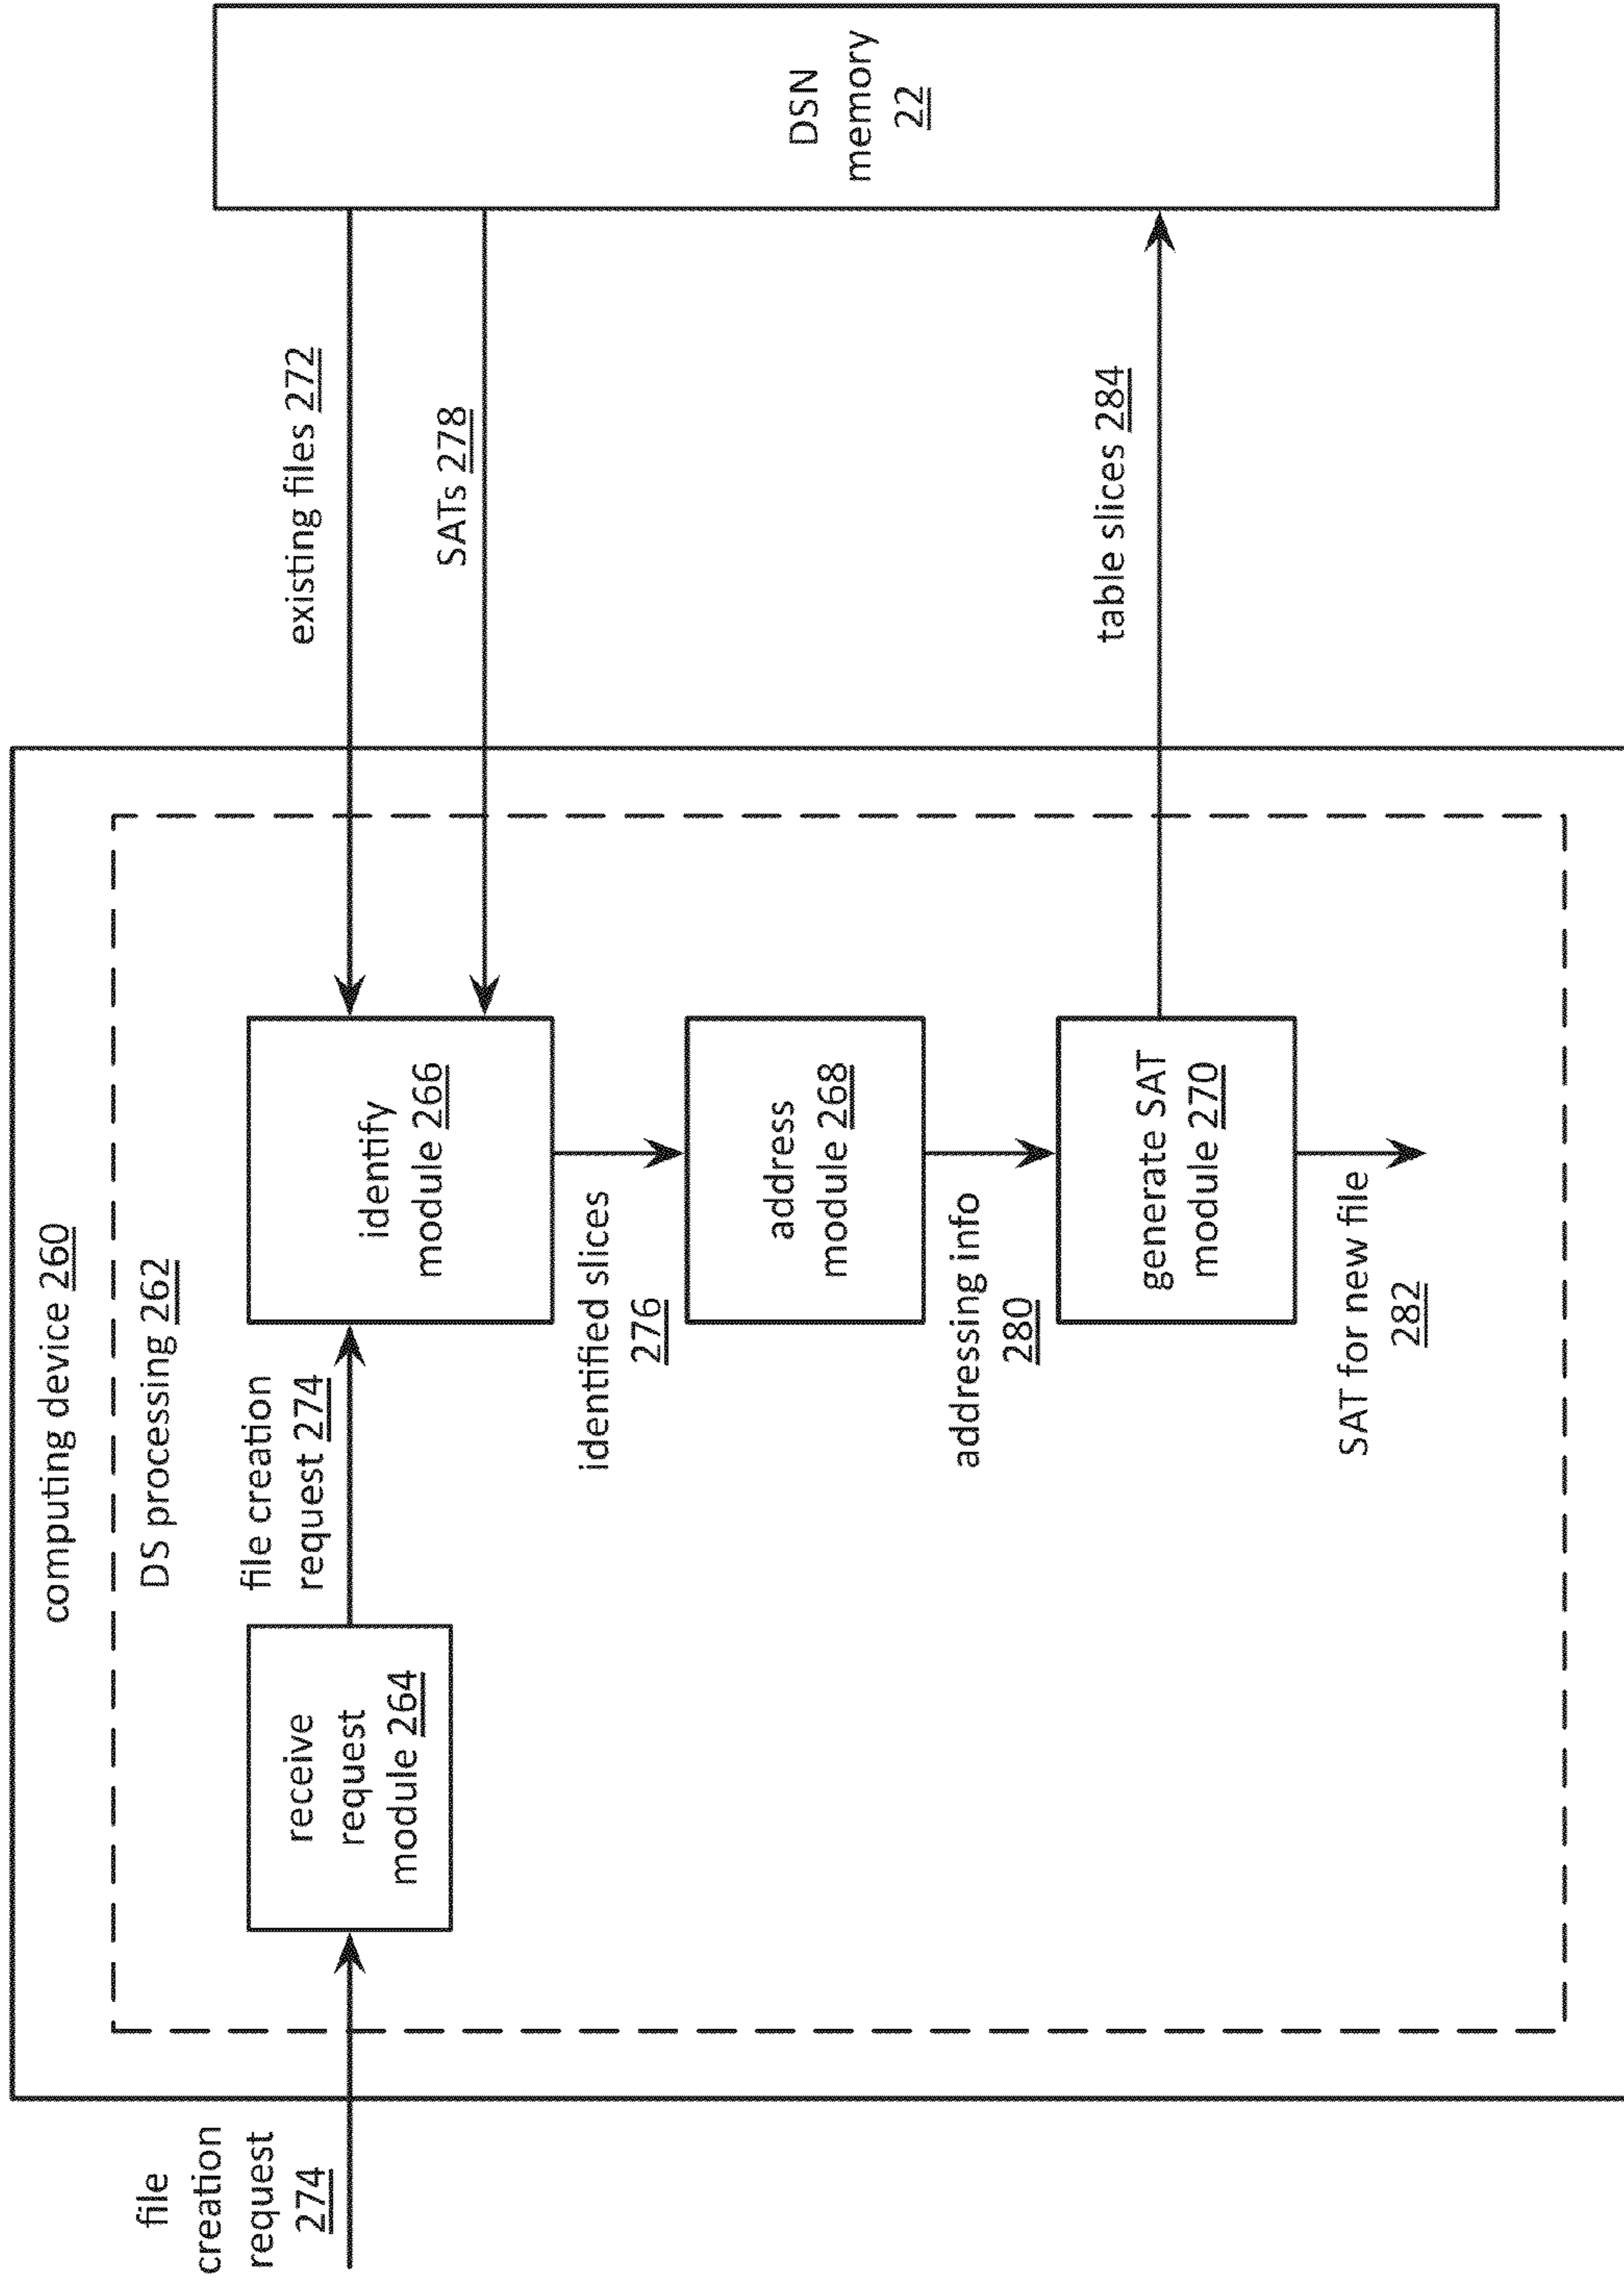 computing device 260
DS processing 262
file
creation
request
274
receive
request
module 264
file creation
request 274
identify
module 266
existing files 272
SATs 278
identified slices
276
address
module 268
addressing info
280
generate SAT
module 270
table slices 284
SAT for new file
282
DSN
memory
22